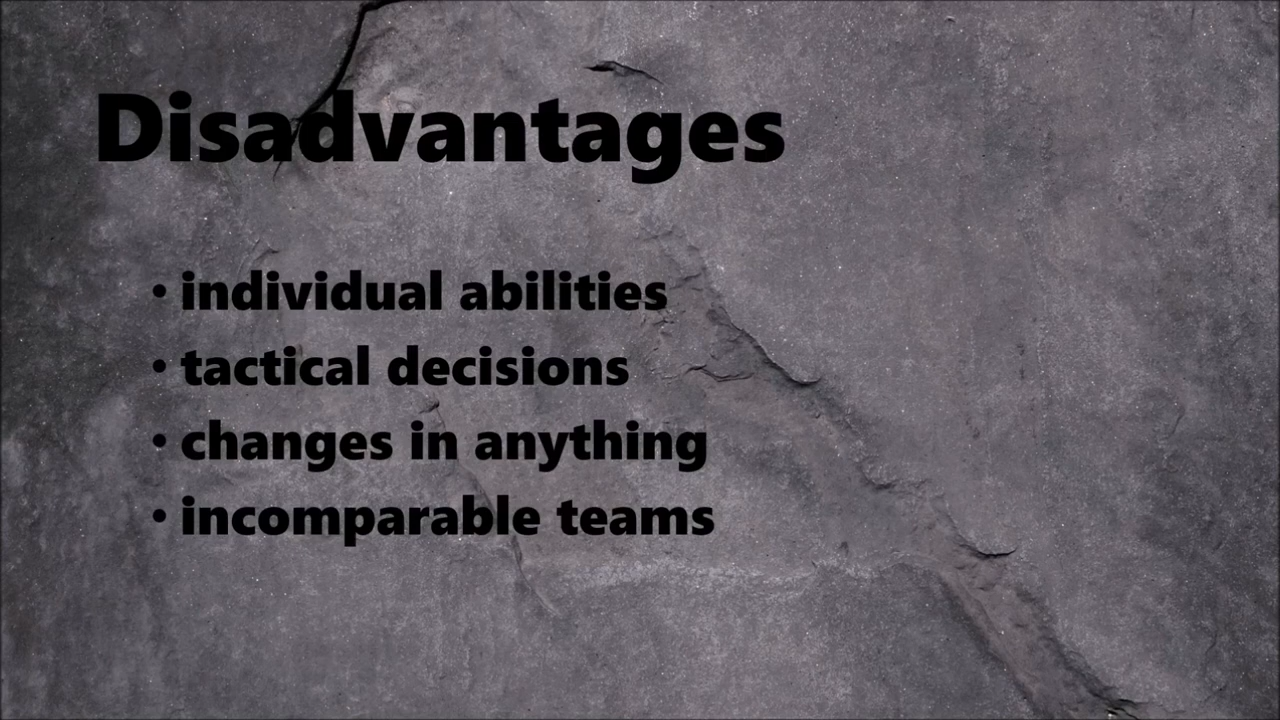 Disadvantages
• individual abilities
• tactical decisions
• changes in anything
• incomparable teams